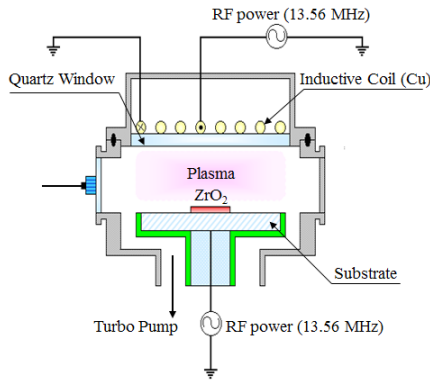 RF power (13.56 MHz)
Quartz Window
Inductive Coil (Cu)
Plasma
ZrO₂
Substrate
Turbo Pump
RF power (13.56 MHz)